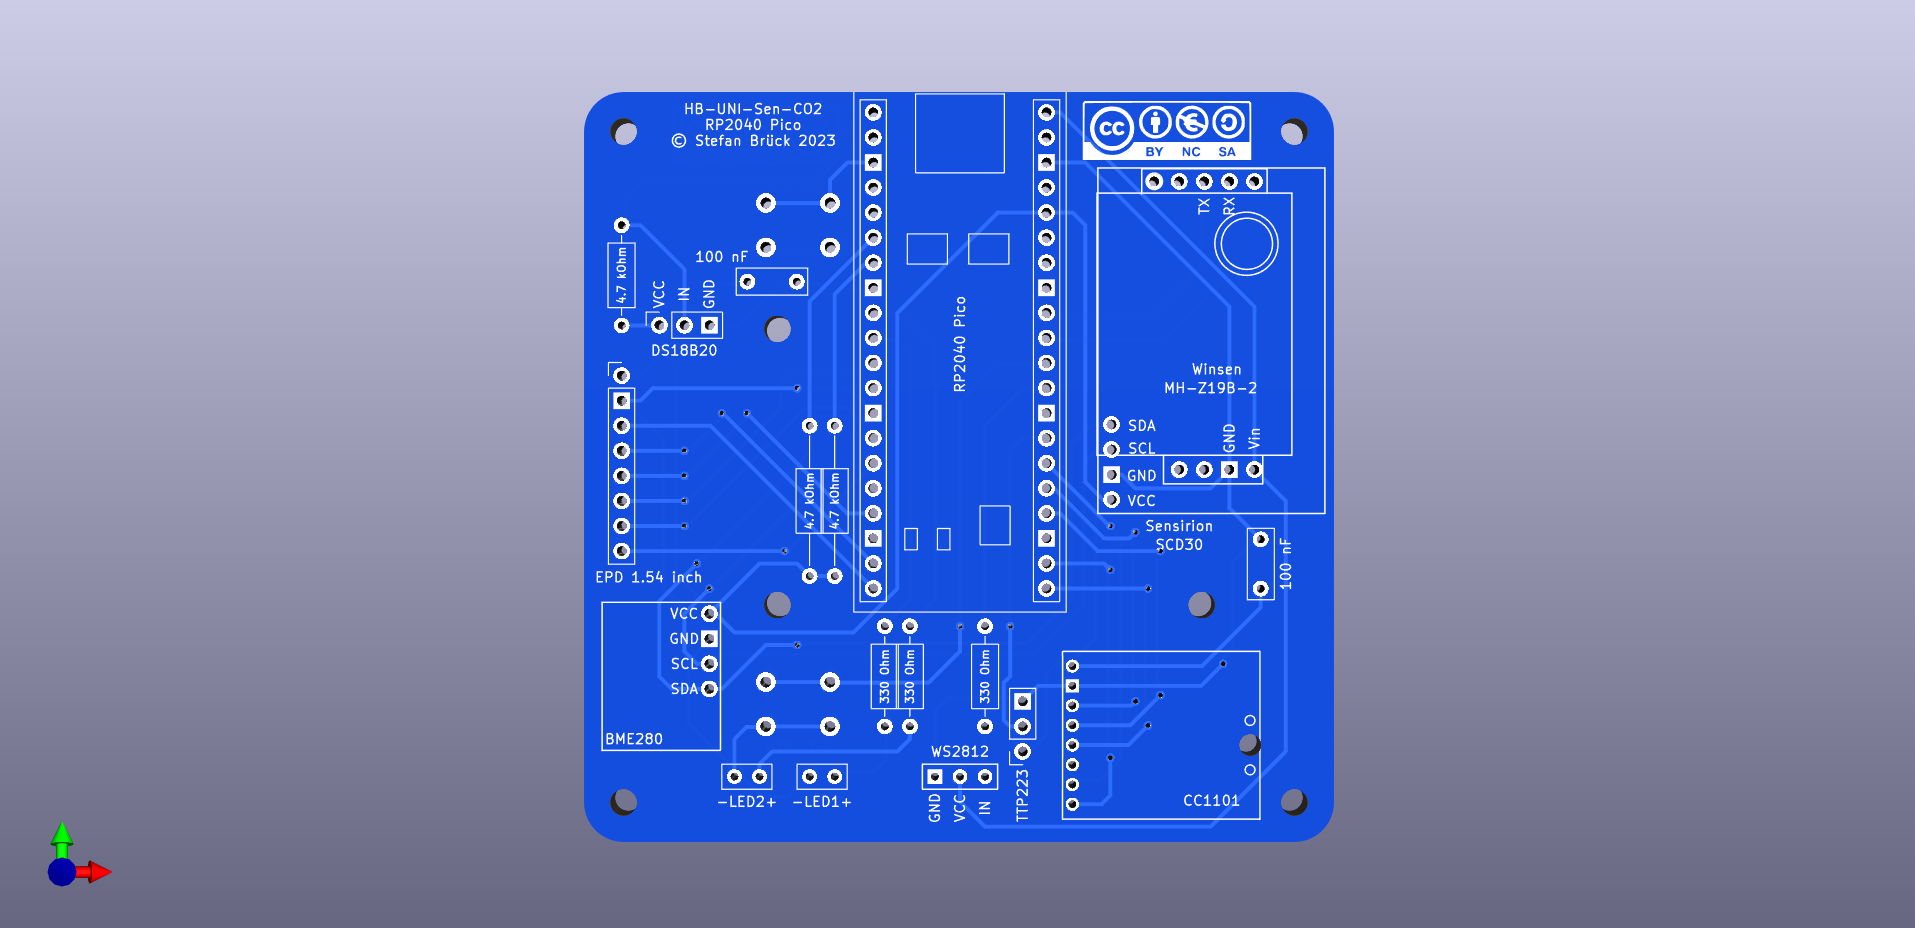 HB-UNI-Sen-CO2
RP2040 Pico
© Stefan Brück 2023
CC
BY NC SA
TX
RX
100 nF
4.7 kOhm
VCC
IN
GND
DS18B20
RP2040 Pico
Winsen
MH-Z19B-2
SDA
SCL
GND
VCC
GND
Vin
4.7 kOhm
4.7 kOhm
Sensirion
SCD30
100 nF
EPD 1.54 inch
VCC
GND
SCL
SDA
BME280
330 Ohm
330 Ohm
330 Ohm
WS2812
GND
VCC
IN
TTP223
-LED2+
-LED1+
CC1101